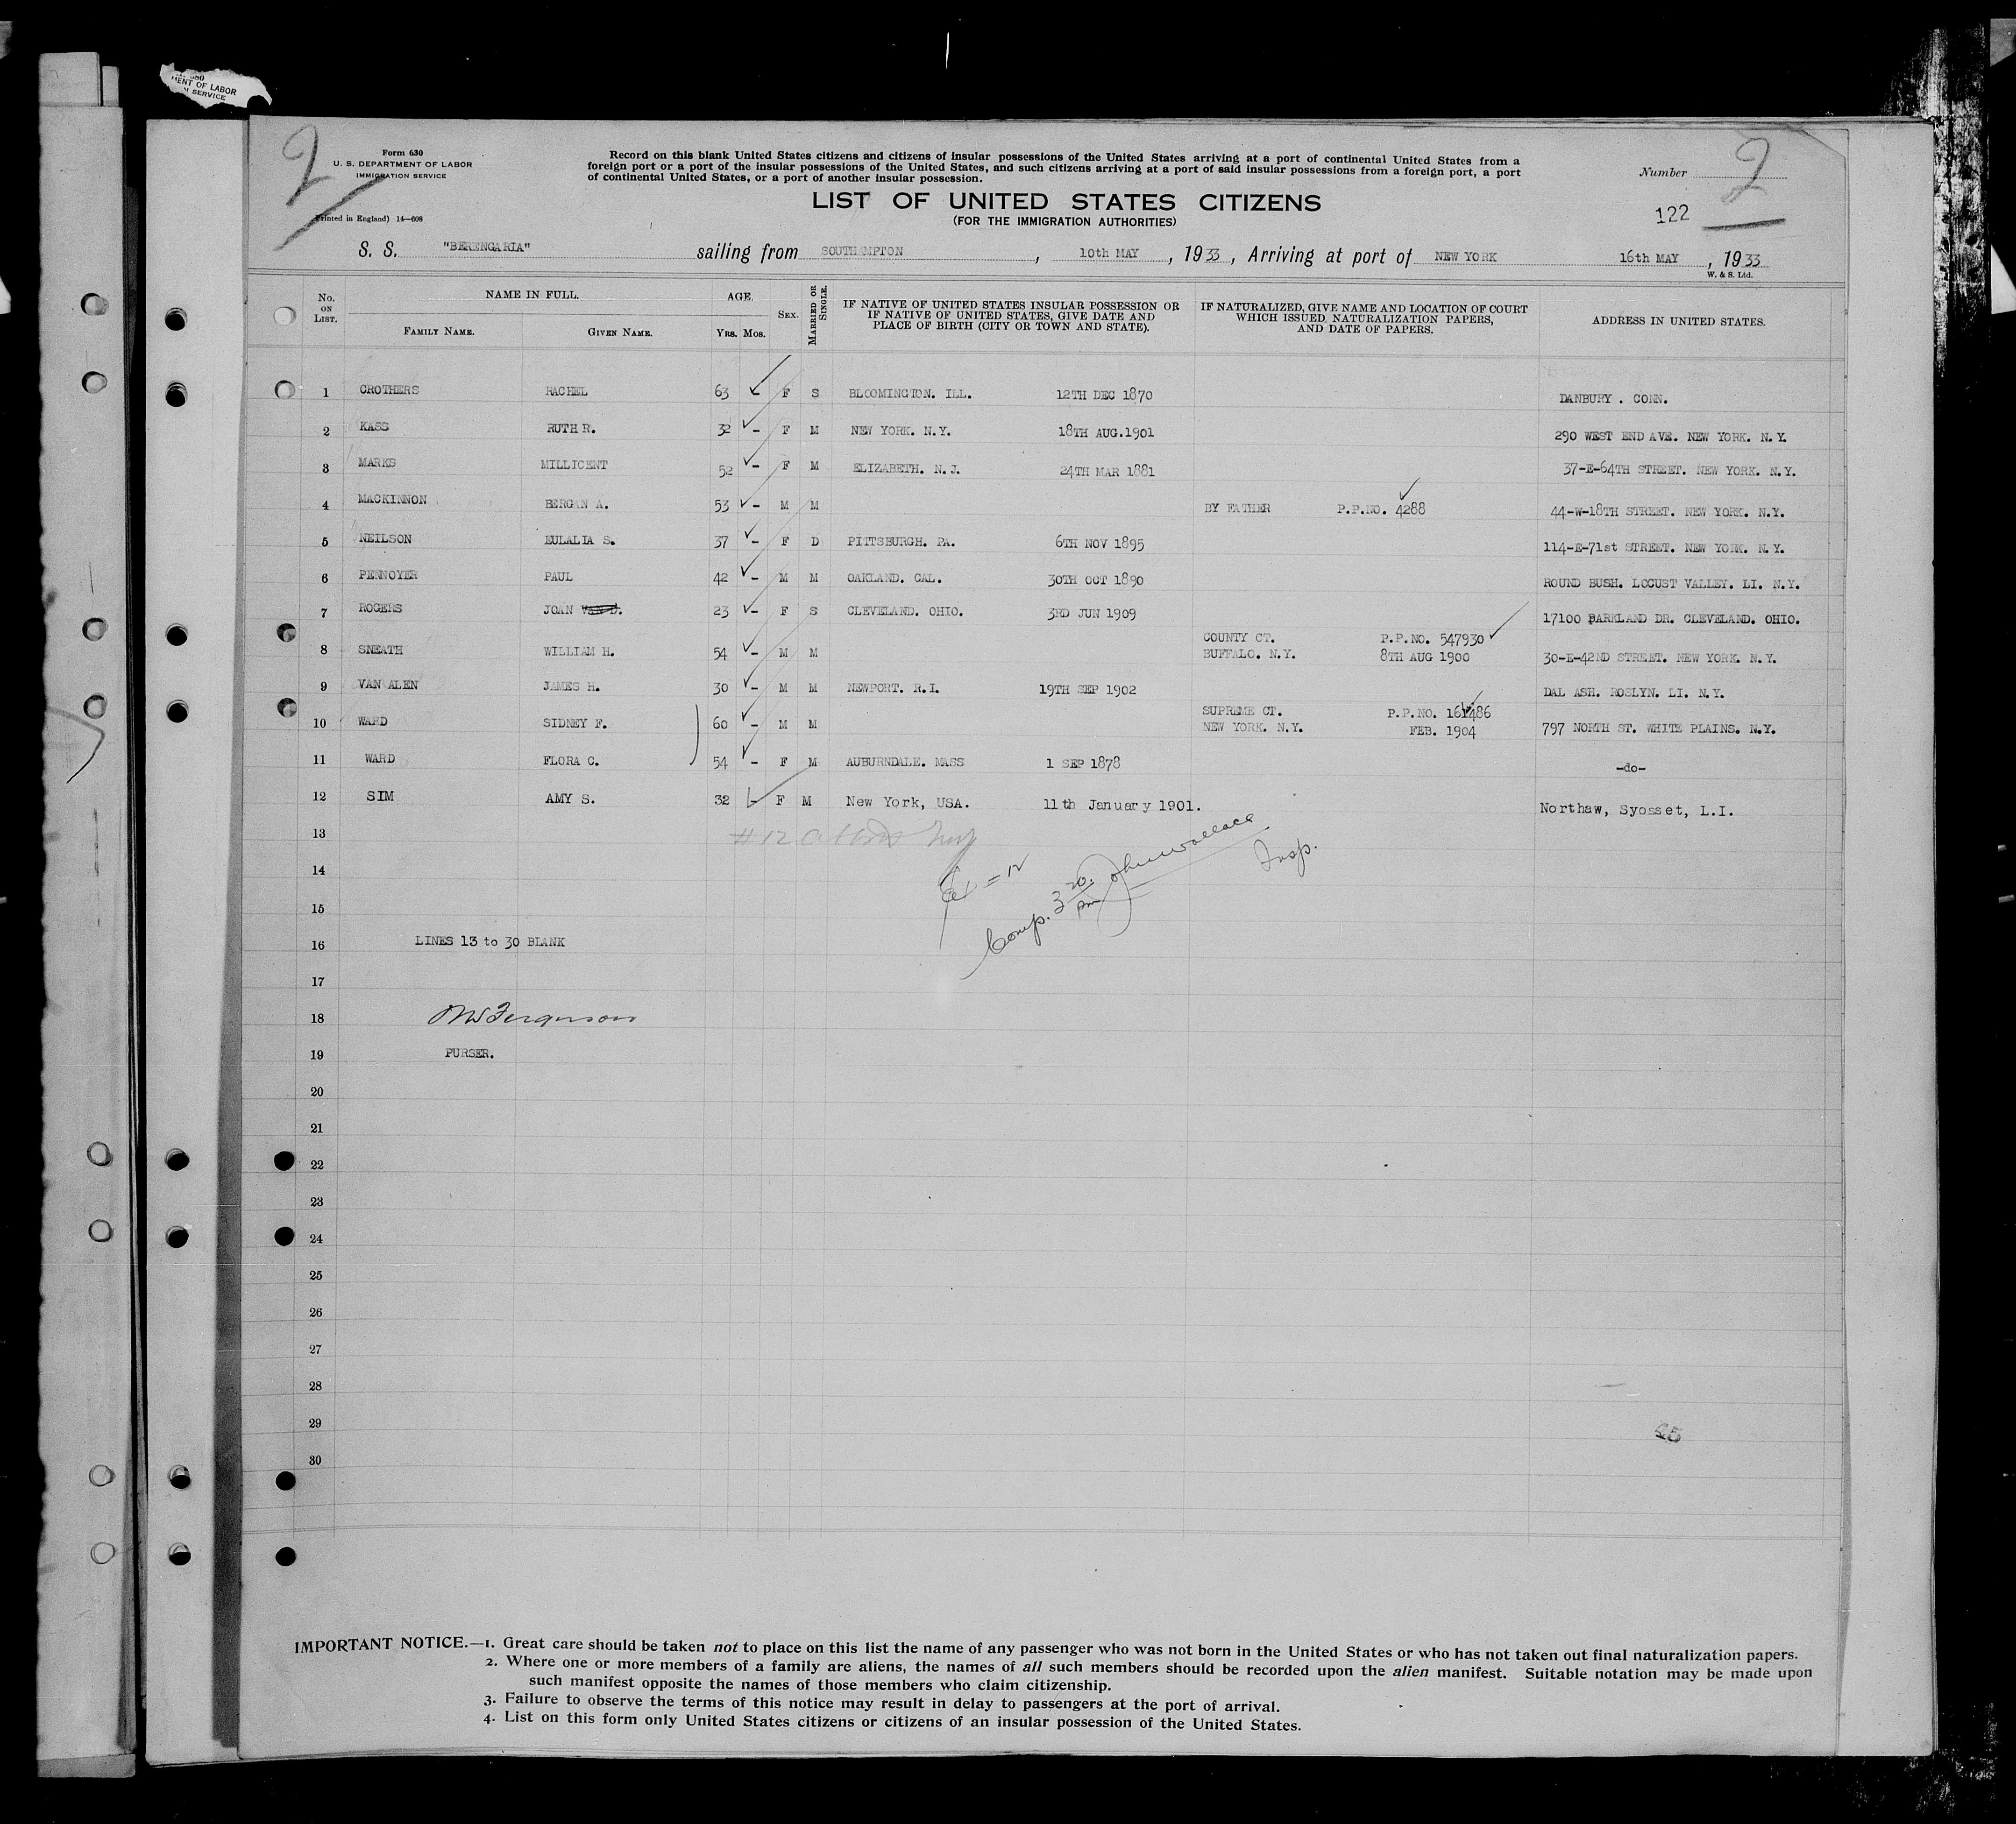 MENT OF LABOR
SERVICE
2
Form 630
U. S. DEPARTMENT OF LABOR
IMMIGRATION SERVICE
Printed in England) 14—608
Record on this blank United States citizens and citizens of insular possessions of the United States arriving at a port of continental United States from a
foreign port or a port of the insular possessions of the United States, and such citizens arriving at a port of said insular possessions from a foreign port, a port
of continental United States, or a port of another insular possession.
Number 2
LIST OF UNITED STATES CITIZENS
(FOR THE IMMIGRATION AUTHORITIES)
122
S. S. "BERENGARIA" sailing from SOUTHAMPTON, 10th MAY, 1933, Arriving at port of NEW YORK 16th MAY, 1933
W. & S. Ltd.
No. ON LIST. NAME IN FULL. FAMILY NAME. GIVEN NAME. AGE. YRS. MOS. SEX. MARRIED OR SINGLE. IF NATIVE OF UNITED STATES INSULAR POSSESSION OR IF NATIVE OF UNITED STATES, GIVE DATE AND PLACE OF BIRTH (CITY OR TOWN AND STATE). IF NATURALIZED, GIVE NAME AND LOCATION OF COURT WHICH ISSUED NATURALIZATION PAPERS, AND DATE OF PAPERS. ADDRESS IN UNITED STATES.
1 CROTHERS RACHEL 63 F S BLOOMINGTON. ILL. 12TH DEC 1870 DANBURY . CONN.
2 KASS RUTH R. 32 – F M NEW YORK. N.Y. 18TH AUG.1901 290 WEST END AVE. NEW YORK. N.Y.
3 MARKS MILLICENT 52 – F M ELIZABETH. N.J. 24TH MAR 1881 37-E-64TH STREET. NEW YORK. N.Y.
4 MACKINNON BERGAN A. 53 – M M BY FATHER P.P.NO. 4288 44-W-18TH STREET. NEW YORK. N.Y.
5 NEILSON EULALIA S. 37 – F D PITTSBURGH. PA. 6TH NOV 1895 114-E-71st STREET. NEW YORK. N.Y.
6 PENNOYER PAUL 42 – M M OAKLAND. CAL. 30TH OCT 1890 ROUND BUSH. LOCUST VALLEY. LI. N.Y.
7 ROGERS JOAN 23 – F S CLEVELAND. OHIO. 3RD JUN 1909 17100 PARKLAND DR. CLEVELAND. OHIO.
COUNTY CT. P.P.NO. 547930
8 SNEATH WILLIAM H. 54 – M M BUFFALO. N.Y. 8TH AUG 1900 30-E-42ND STREET. NEW YORK. N.Y.
9 VAN ALEN JAMES H. 30 – M M NEWPORT. R.I. 19TH SEP 1902 DAL ASH. ROSLYN. LI. N.Y.
SUPREME CT. P.P.NO.
10 WARD SIDNEY F. 60 – M M NEW YORK. N.Y. FEB. 1904 797 NORTH ST. WHITE PLAINS. N.Y.
11 WARD FLORA C. 54 – F M AUBURNDALE. MASS 1 SEP 1878 -do-
12 SIM AMY S. 32 – F M New York, USA. 11th January 1901. Northaw, Syosset, L.I.
13 #12
14 = 12
Comp. 3 20 pm John Wallace Insp.
15
16 LINES 13 to 30 BLANK
17
18 Ferguson
19 PURSER.
20
21
22
23
24
25
26
27
28
29
30
IMPORTANT NOTICE.—1. Great care should be taken not to place on this list the name of any passenger who was not born in the United States or who has not taken out final naturalization papers.
2. Where one or more members of a family are aliens, the names of all such members should be recorded upon the alien manifest. Suitable notation may be made upon
such manifest opposite the names of those members who claim citizenship.
3. Failure to observe the terms of this notice may result in delay to passengers at the port of arrival.
4. List on this form only United States citizens or citizens of an insular possession of the United States.